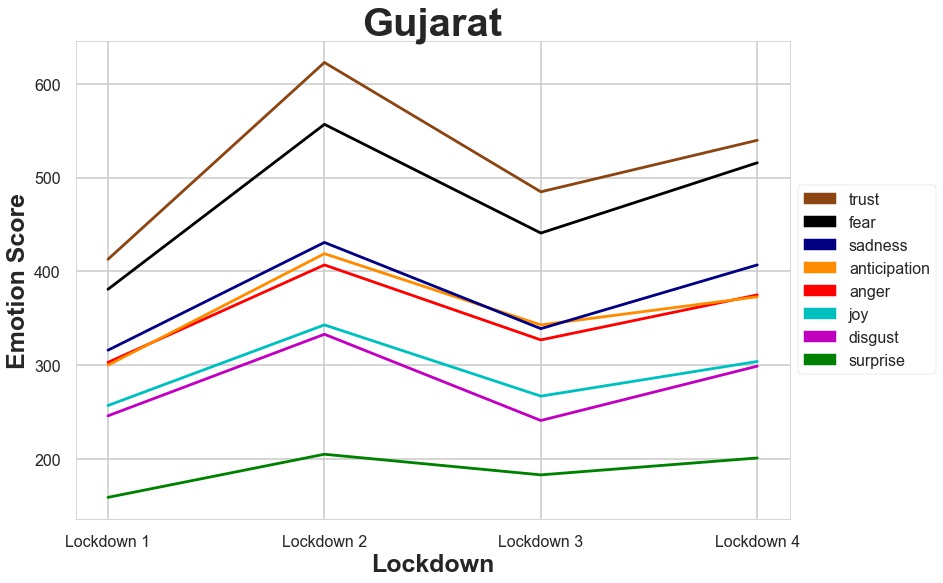 Gujarat
Emotion Score
600
500
400
300
200
Lockdown 1
Lockdown 2
Lockdown 3
Lockdown 4
Lockdown
trust
fear
sadness
anticipation
anger
joy
disgust
surprise